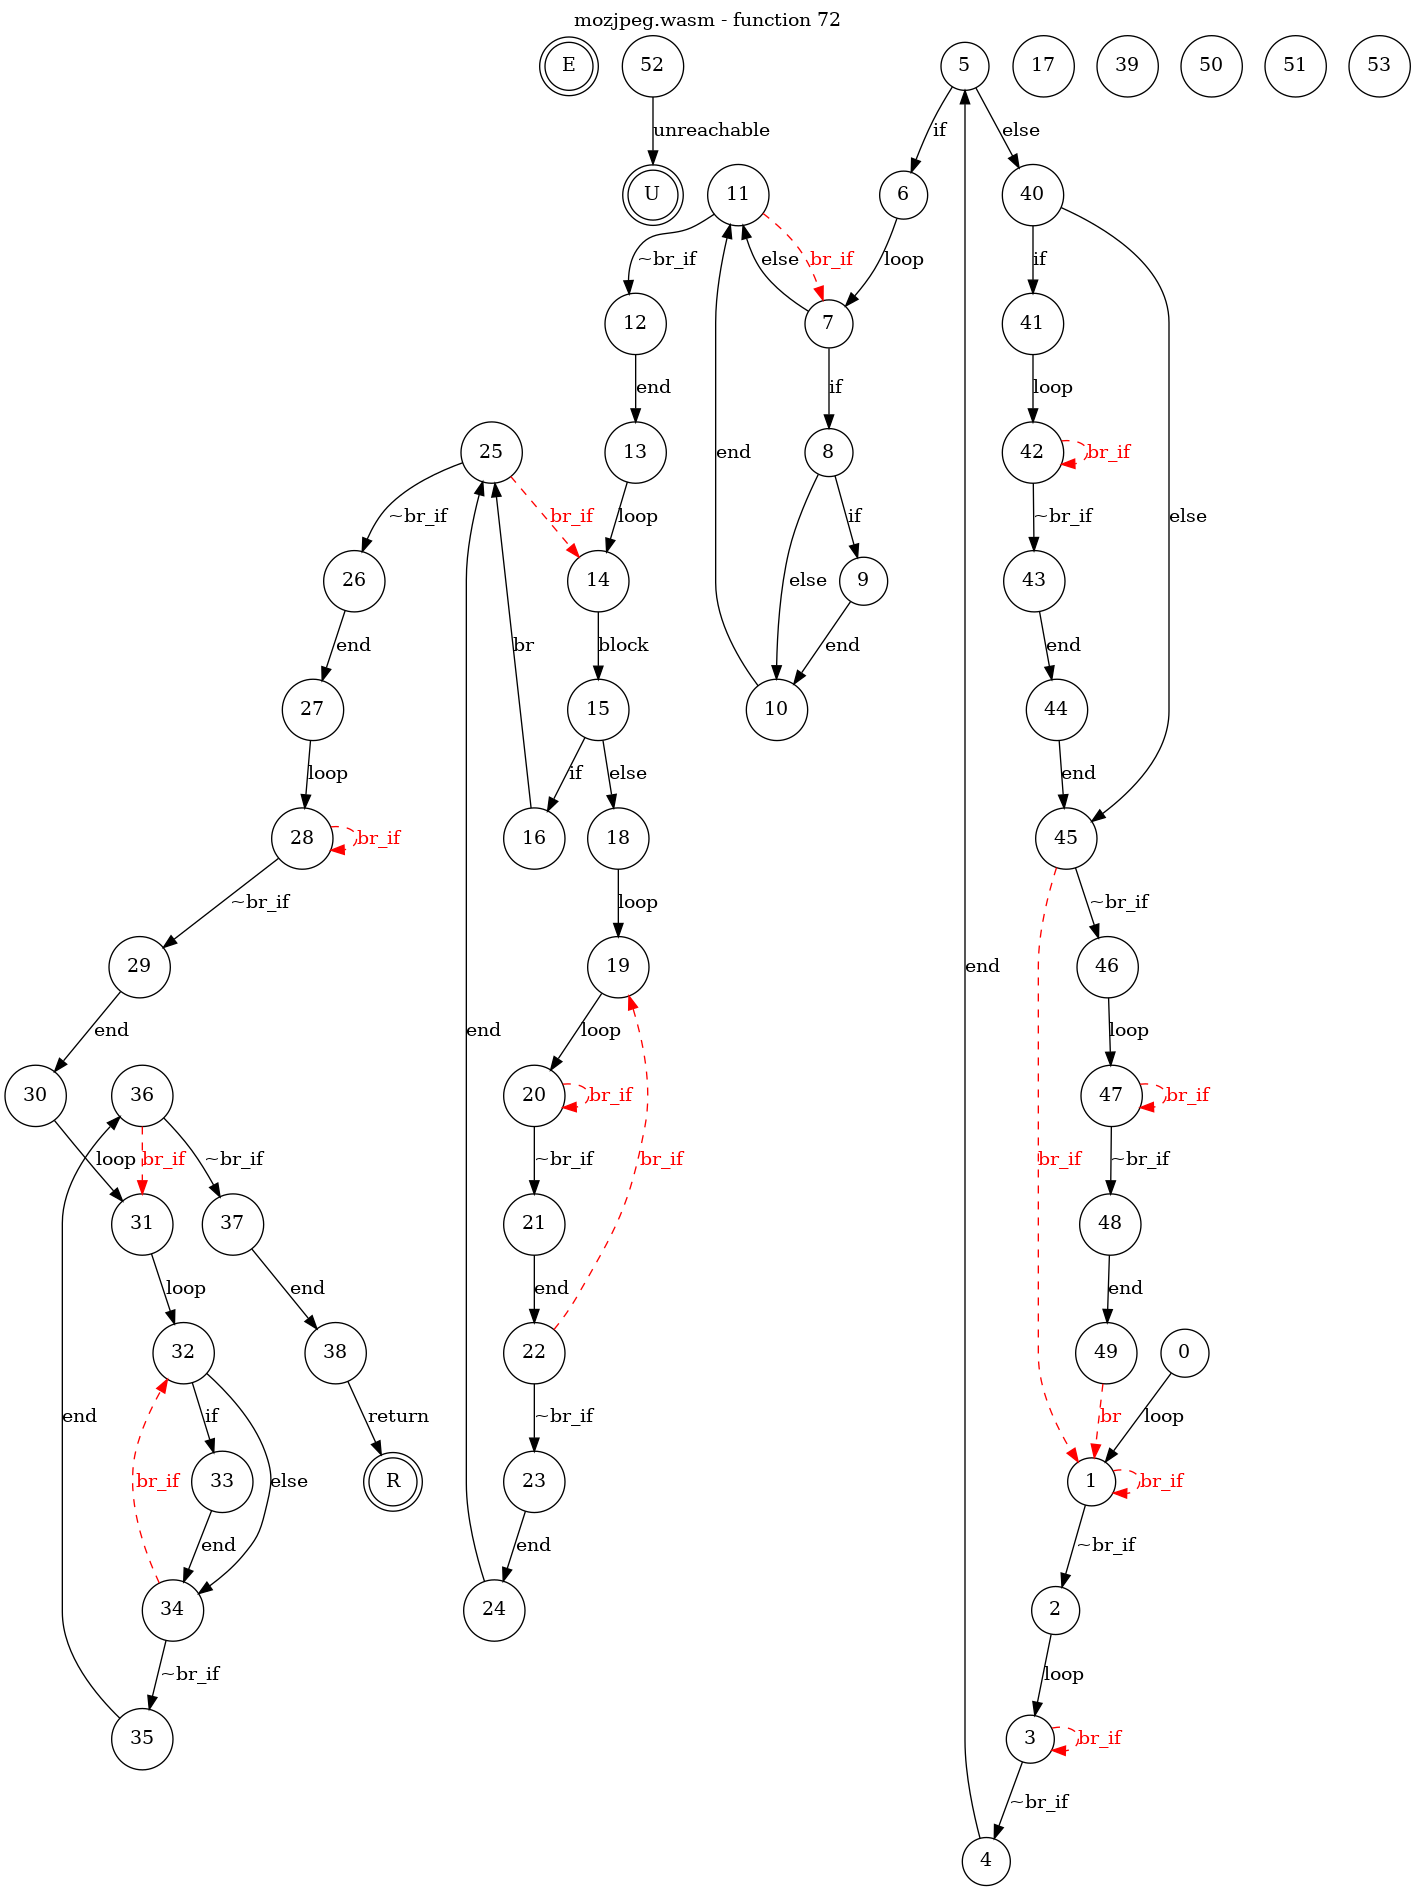 mozjpeg.wasm - function 72
E 52 5 17 39 50 51 53
unreachable if else
U 11 6 40
~br_if else br_if loop if
12 7 41
end if loop
25 13 8 42 br_if
~br_if br_if loop end if ~br_if else
26 14 9 43
else
end block end end
27 15 10 44
br
loop if else end
28 br_if 16 18 45
~br_if loop ~br_if
29 19 46
end end loop end loop
30 36 20 br_if 47 br_if
loop br_if ~br_if ~br_if br_if br_if ~br_if
31 37 21 48
loop end end end
32 38 22 49 0
end if return ~br_if br loop
br_if else 33 R 23 1 br_if
end end ~br_if
34 24 2
~br_if loop
35 3 br_if
~br_if
4